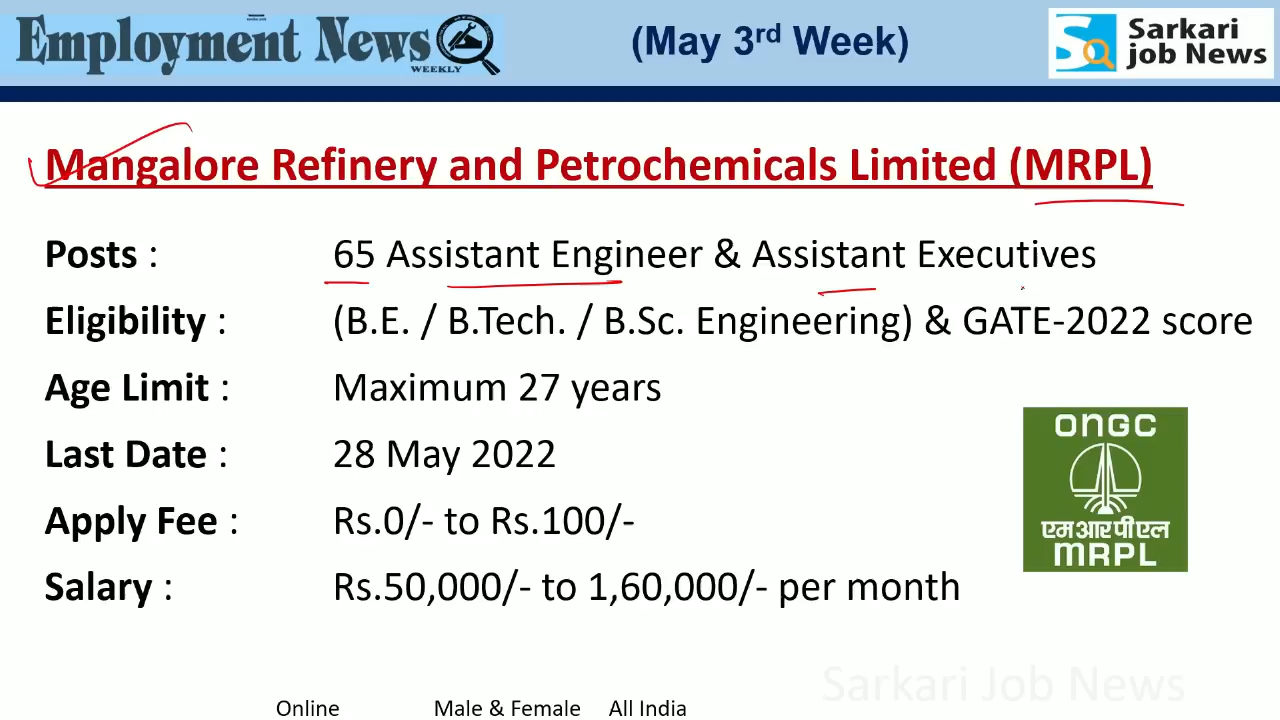 Employment News
WEEKLY
(May 3rd Week)
Sarkari
Job News
Mangalore Refinery and Petrochemicals Limited (MRPL)
Posts : 65 Assistant Engineer & Assistant Executives
Eligibility : (B.E. / B.Tech. / B.Sc. Engineering) & GATE-2022 score
Age Limit : Maximum 27 years
Last Date : 28 May 2022
Apply Fee : Rs.0/- to Rs.100/-
Salary : Rs.50,000/- to 1,60,000/- per month
ONGC
एमआरपीएल
MRPL
Sarkari Job News
Online Male & Female All India